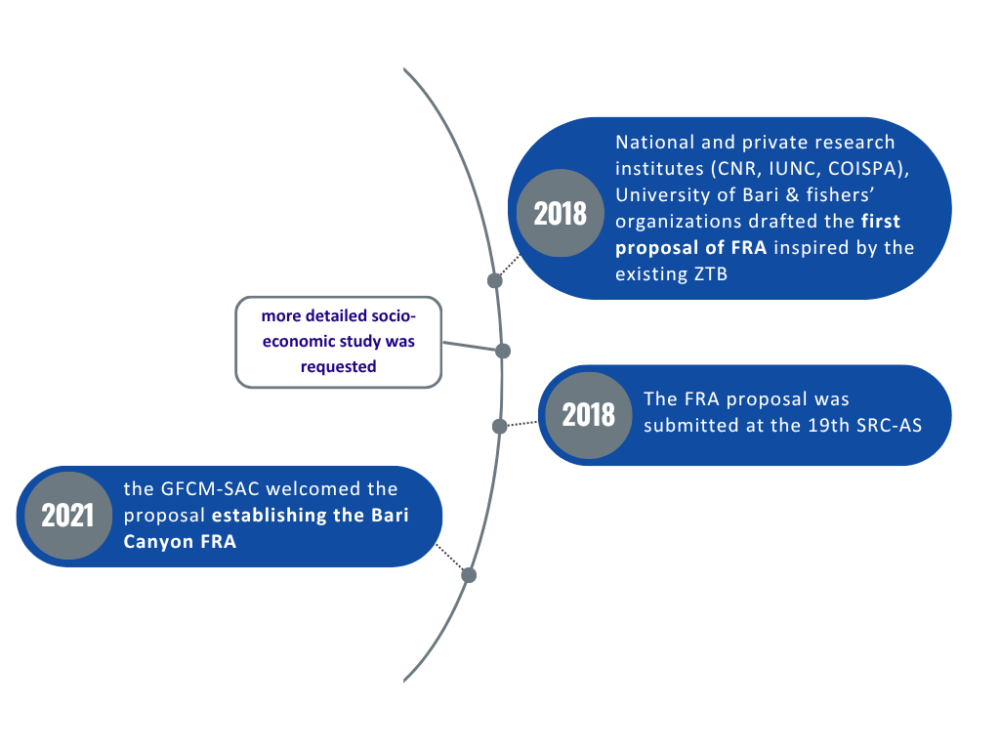 2018
National and private research
institutes (CNR, IUNC, COISPA),
University of Bari & fishers’
organizations drafted the first
proposal of FRA inspired by the
existing ZTB
more detailed socio-
economic study was
requested
2018
The FRA proposal was
submitted at the 19th SRC-AS
2021
the GFCM-SAC welcomed the
proposal establishing the Bari
Canyon FRA